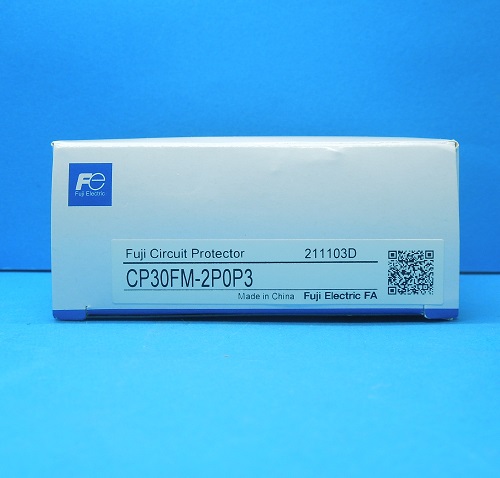 Fe
Fuji Electric
Fuji Circuit Protector 211103D
CP30FM-2P0P3
Made in China Fuji Electric FA